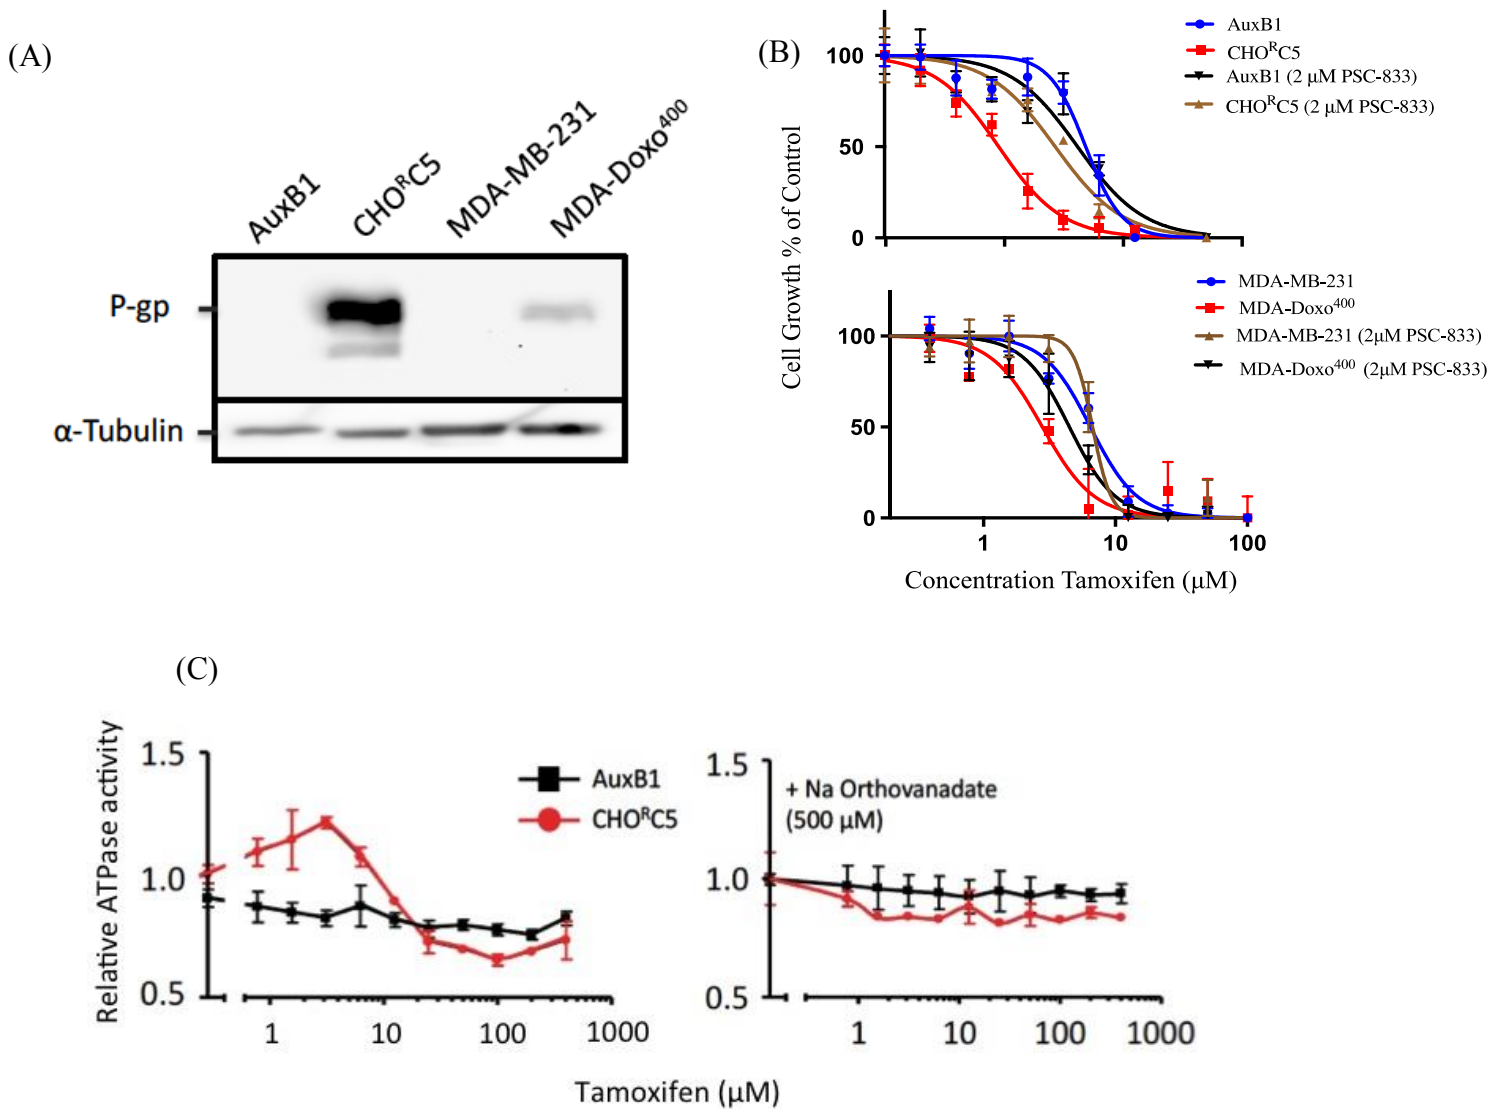 (A)
AuxB1
CHOᴿC5
MDA-MB-231
MDA-Doxo⁴⁰⁰
P-gp
α-Tubulin
(B)
AuxB1
CHOᴿC5
AuxB1 (2 μM PSC-833)
CHOᴿC5 (2 μM PSC-833)
100
50
0
Cell Growth % of Control
MDA-MB-231
MDA-Doxo⁴⁰⁰
MDA-MB-231 (2μM PSC-833)
MDA-Doxo⁴⁰⁰ (2μM PSC-833)
100
50
0
1 10 100
Concentration Tamoxifen (μM)
(C)
Relative ATPase activity
1.5
1.0
0.5
AuxB1
CHOᴿC5
1 10 100 1000
1.5
1.0
0.5
+ Na Orthovanadate
(500 μM)
1 10 100 1000
Tamoxifen (μM)